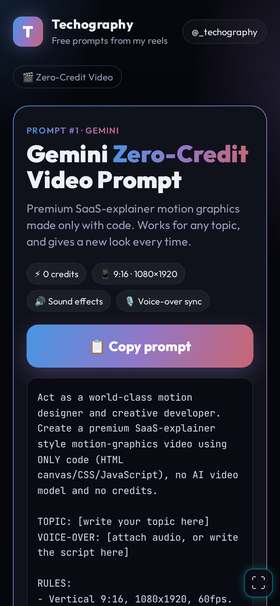 T
Techography
Free prompts from my reels
@_techography
🎬 Zero-Credit Video
PROMPT #1 · GEMINI
Gemini Zero-Credit
Video Prompt
Premium SaaS-explainer motion graphics
made only with code. Works for any topic,
and gives a new look every time.
⚡ 0 credits
📱 9:16 · 1080×1920
🔊 Sound effects
🎙️ Voice-over sync
📋 Copy prompt
Act as a world-class motion
designer and creative developer.
Create a premium SaaS-explainer
style motion-graphics video using
ONLY code (HTML
canvas/CSS/JavaScript), no AI video
model and no credits.
TOPIC: [write your topic here]
VOICE-OVER: [attach audio, or write
the script here]
RULES:
- Vertical 9:16, 1080x1920, 60fps.